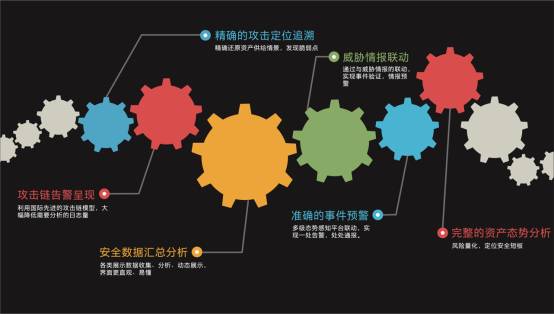 精确的攻击定位追溯
精确还原资产供给情景，发现脆弱点
威胁情报联动
通过与威胁情报的联动，
实现事件验证，情报预
警
攻击链告警呈现
利用国际先进的攻击链模型，大
幅降低需要分析的日志量
准确的事件预警
多级态势感知平台联动，实
现一处告警，处处通报。
完整的资产态势分析
风险量化，定位安全短板
安全数据汇总分析
各类展示数据收集、分析、动态展示，
界面更直观、易懂